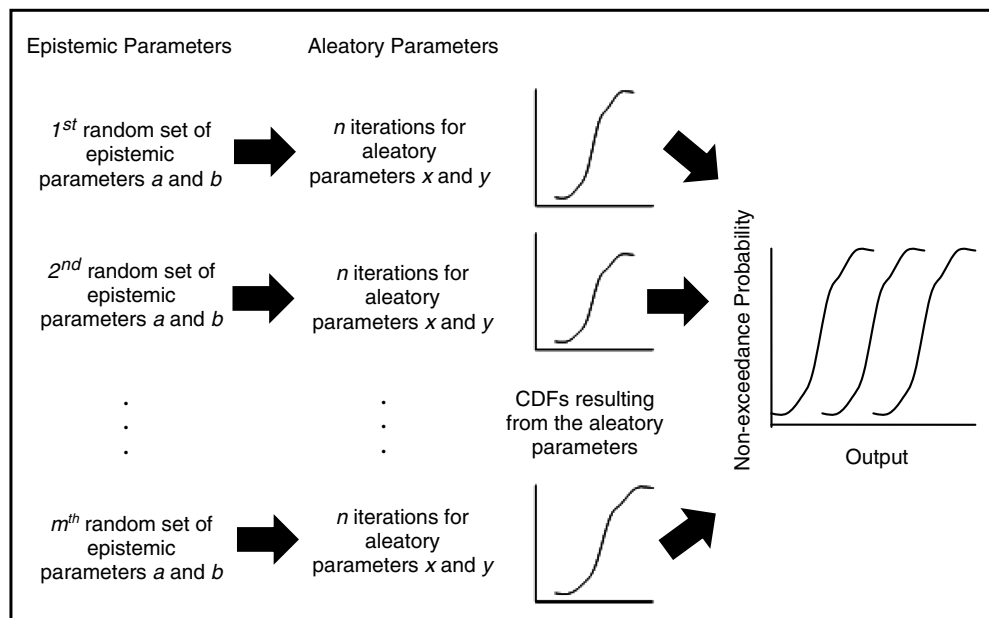 Epistemic Parameters
Aleatory Parameters
1st random set of
epistemic
parameters a and b
n iterations for
aleatory
parameters x and y
2nd random set of
epistemic
parameters a and b
n iterations for
aleatory
parameters x and y
.
.
.
.
.
.
CDFs resulting
from the aleatory
parameters
mth random set of
epistemic
parameters a and b
n iterations for
aleatory
parameters x and y
Non-exceedance Probability
Output